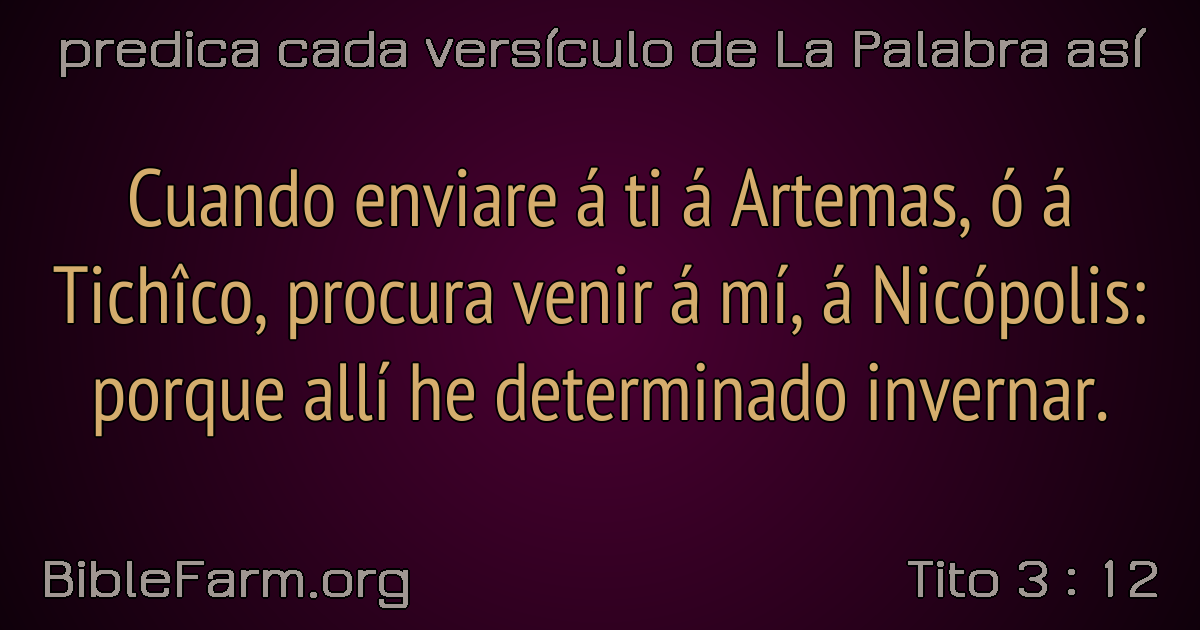 predica cada versículo de La Palabra así
Cuando enviare á ti á Artemas, ó á
Tichîco, procura venir á mí, á Nicópolis:
porque allí he determinado invernar.
BibleFarm.org
Tito 3 : 12